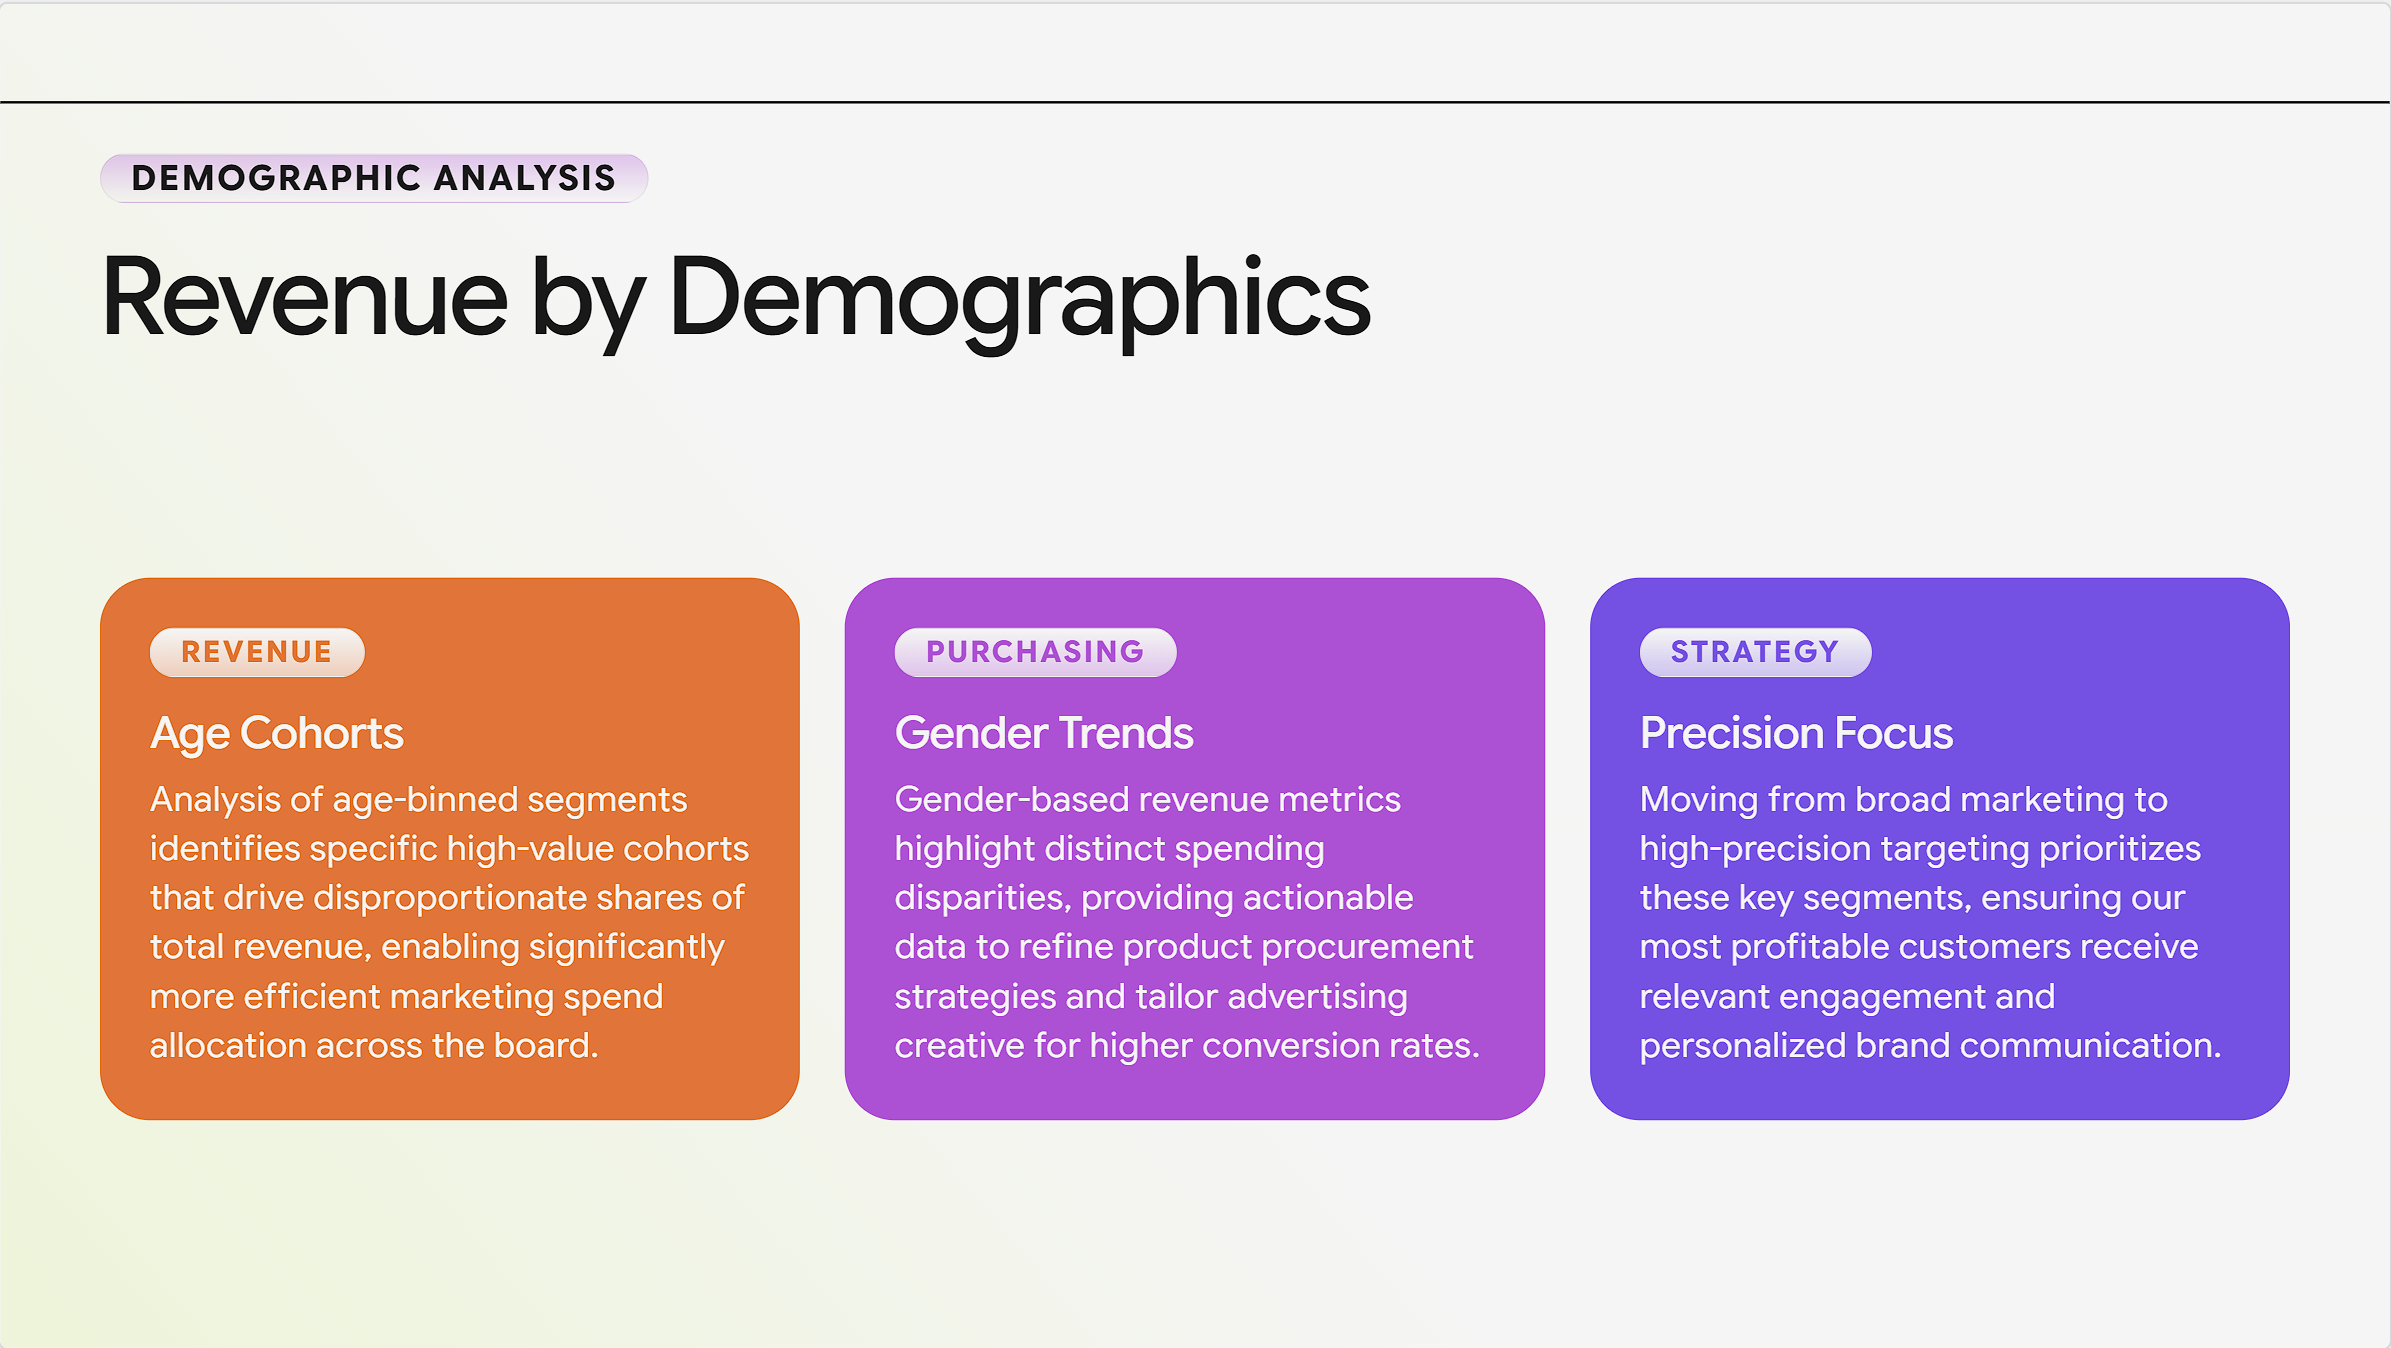 DEMOGRAPHIC ANALYSIS
Revenue by Demographics
REVENUE
Age Cohorts
Analysis of age-binned segments
identifies specific high-value cohorts
that drive disproportionate shares of
total revenue, enabling significantly
more efficient marketing spend
allocation across the board.
PURCHASING
Gender Trends
Gender-based revenue metrics
highlight distinct spending
disparities, providing actionable
data to refine product procurement
strategies and tailor advertising
creative for higher conversion rates.
STRATEGY
Precision Focus
Moving from broad marketing to
high-precision targeting prioritizes
these key segments, ensuring our
most profitable customers receive
relevant engagement and
personalized brand communication.